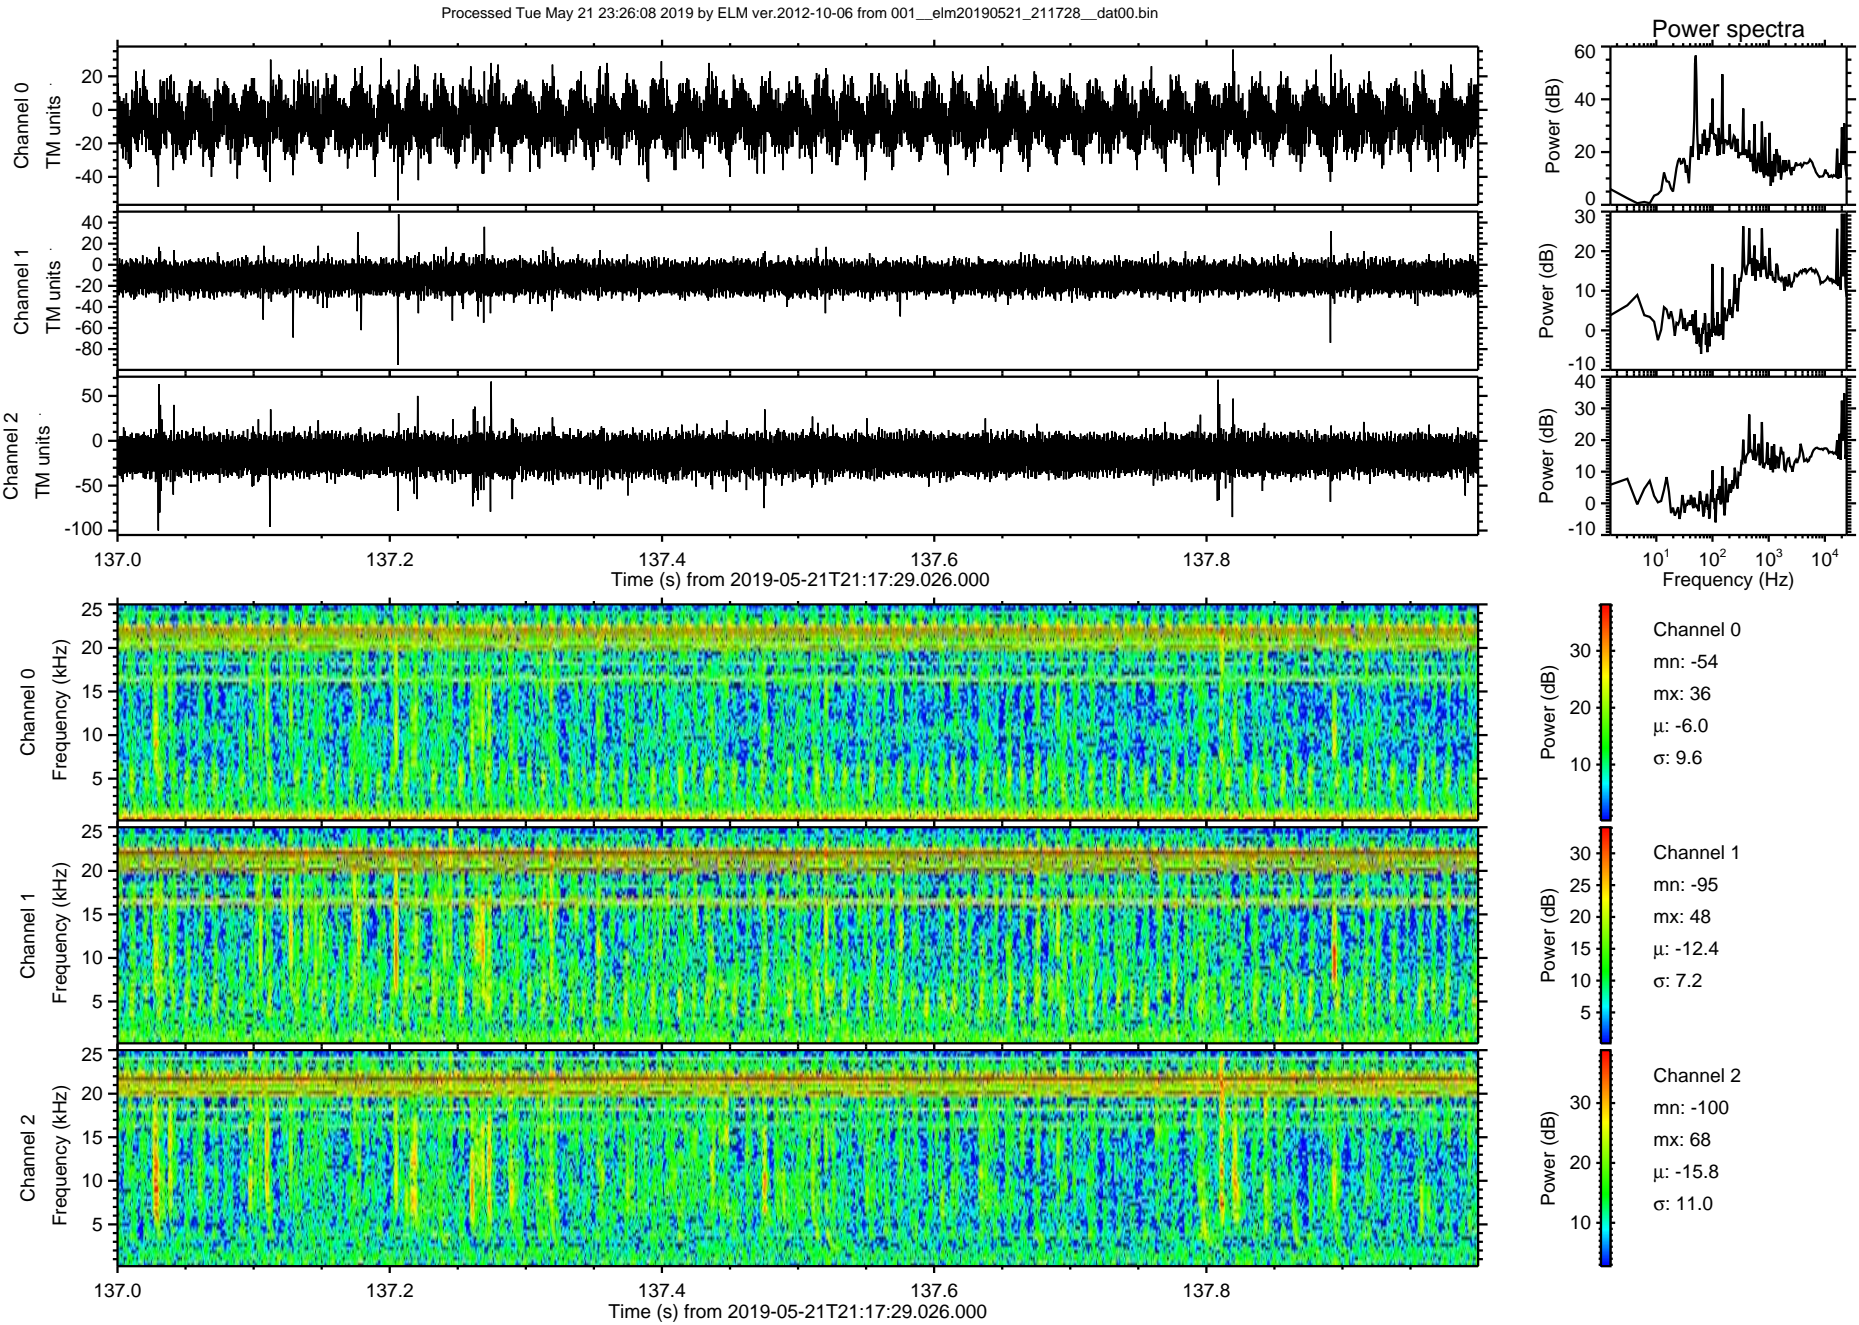 Processed Tue May 21 23:26:08 2019 by ELM ver.2012-10-06 from 001__elm20190521_211728__dat00.bin
Power spectra
Channel 0
TM units
20
0
-20
-40
Power (dB)
60
40
20
0
Channel 1
TM units
40
20
0
-20
-40
-60
-80
Power (dB)
30
20
10
0
-10
Channel 2
TM units
50
0
-50
-100
Power (dB)
40
30
20
10
0
-10
137.0 137.2 137.4 137.6 137.8
Time (s) from 2019-05-21T21:17:29.026.000
10¹ 10² 10³ 10⁴
Frequency (Hz)
Channel 0
Frequency (kHz)
25
20
15
10
5
Power (dB)
30
20
10
Channel 0
mn: -54
mx: 36
μ: -6.0
σ: 9.6
Channel 1
Frequency (kHz)
25
20
15
10
5
Power (dB)
30
25
20
15
10
5
Channel 1
mn: -95
mx: 48
μ: -12.4
σ: 7.2
Channel 2
Frequency (kHz)
25
20
15
10
5
Power (dB)
30
20
10
Channel 2
mn: -100
mx: 68
μ: -15.8
σ: 11.0
137.0 137.2 137.4 137.6 137.8
Time (s) from 2019-05-21T21:17:29.026.000